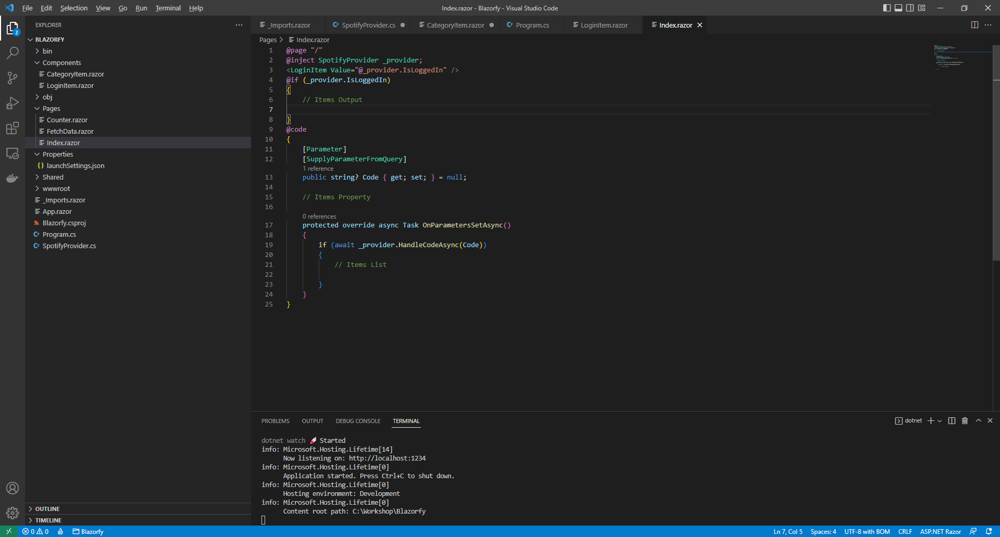 File Edit Selection View Go Run Terminal Help
Index.razor - Blazorfy - Visual Studio Code
EXPLORER
2
BLAZORFY
bin
Components
CategoryItem.razor
LoginItem.razor
obj
Pages
Counter.razor
FetchData.razor
Index.razor
Properties
{} launchSettings.json
Shared
wwwroot
_Imports.razor
App.razor
Blazorfy.csproj
C# Program.cs
C# SpotifyProvider.cs
OUTLINE
TIMELINE
_Imports.razor C# SpotifyProvider.cs CategoryItem.razor C# Program.cs LoginItem.razor Index.razor
Pages > Index.razor
1 @page "/"
2 @inject SpotifyProvider _provider;
3 <LoginItem Value="@_provider.IsLoggedIn" />
4 @if (_provider.IsLoggedIn)
5 {
6 // Items Output
7
8 }
9 @code
10 {
11 [Parameter]
12 [SupplyParameterFromQuery]
1 reference
13 public string? Code { get; set; } = null;
14
15 // Items Property
16
0 references
17 protected override async Task OnParametersSetAsync()
18 {
19 if (await _provider.HandleCodeAsync(Code))
20 {
21 // Items List
22
23 }
24 }
25 }
PROBLEMS OUTPUT DEBUG CONSOLE TERMINAL
dotnet
dotnet watch 🚀 Started
info: Microsoft.Hosting.Lifetime[14]
Now listening on: http://localhost:1234
info: Microsoft.Hosting.Lifetime[0]
Application started. Press Ctrl+C to shut down.
info: Microsoft.Hosting.Lifetime[0]
Hosting environment: Development
info: Microsoft.Hosting.Lifetime[0]
Content root path: C:\Workshop\Blazorfy
0 0 Blazorfy
Ln 7, Col 5 Spaces: 4 UTF-8 with BOM CRLF ASP.NET Razor